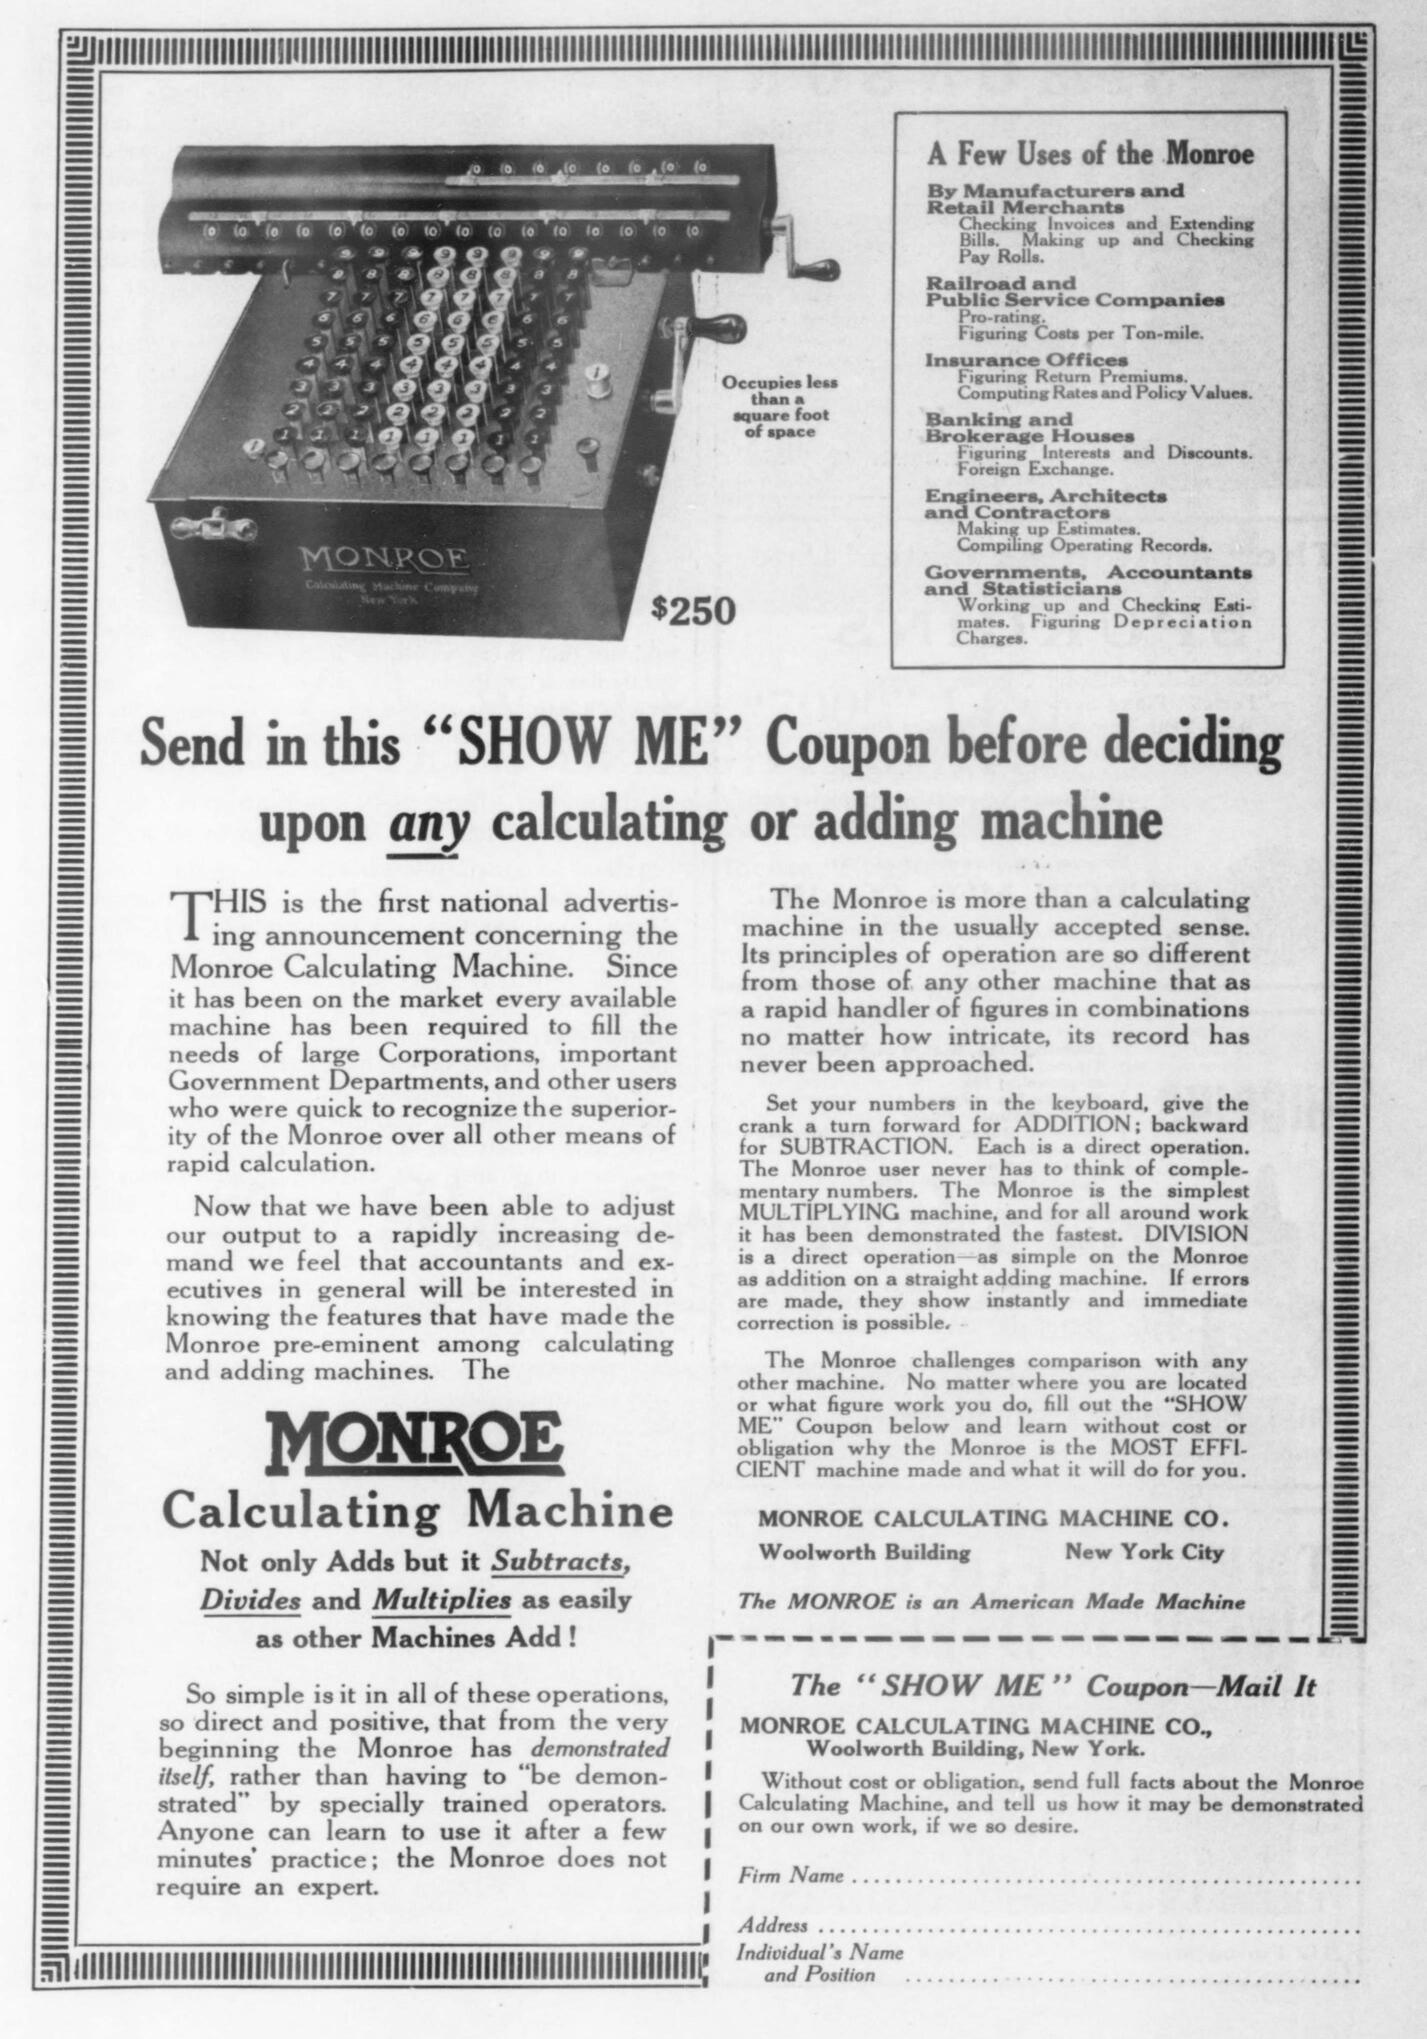 MONROE
Calculating Machine Company
New York
Occupies less
than a
square foot
of space
$250
A Few Uses of the Monroe
By Manufacturers and
Retail Merchants
Checking Invoices and Extending
Bills. Making up and Checking
Pay Rolls.
Railroad and
Public Service Companies
Pro-rating.
Figuring Costs per Ton-mile.
Insurance Offices
Figuring Return Premiums.
Computing Rates and Policy Values.
Banking and
Brokerage Houses
Figuring Interests and Discounts.
Foreign Exchange.
Engineers, Architects
and Contractors
Making up Estimates.
Compiling Operating Records.
Governments, Accountants
and Statisticians
Working up and Checking Esti-
mates. Figuring Depreciation
Charges.
Send in this "SHOW ME" Coupon before deciding
upon any calculating or adding machine
THIS is the first national advertis-
ing announcement concerning the
Monroe Calculating Machine. Since
it has been on the market every available
machine has been required to fill the
needs of large Corporations, important
Government Departments, and other users
who were quick to recognize the superior-
ity of the Monroe over all other means of
rapid calculation.
Now that we have been able to adjust
our output to a rapidly increasing de-
mand we feel that accountants and ex-
ecutives in general will be interested in
knowing the features that have made the
Monroe pre-eminent among calculating
and adding machines. The
MONROE
Calculating Machine
Not only Adds but it Subtracts,
Divides and Multiplies as easily
as other Machines Add!
So simple is it in all of these operations,
so direct and positive, that from the very
beginning the Monroe has demonstrated
itself, rather than having to "be demon-
strated" by specially trained operators.
Anyone can learn to use it after a few
minutes' practice; the Monroe does not
require an expert.
The Monroe is more than a calculating
machine in the usually accepted sense.
Its principles of operation are so different
from those of any other machine that as
a rapid handler of figures in combinations
no matter how intricate, its record has
never been approached.
Set your numbers in the keyboard, give the
crank a turn forward for ADDITION; backward
for SUBTRACTION. Each is a direct operation.
The Monroe user never has to think of comple-
mentary numbers. The Monroe is the simplest
MULTIPLYING machine, and for all around work
it has been demonstrated the fastest. DIVISION
is a direct operation—as simple on the Monroe
as addition on a straight adding machine. If errors
are made, they show instantly and immediate
correction is possible.
The Monroe challenges comparison with any
other machine. No matter where you are located
or what figure work you do, fill out the "SHOW
ME" Coupon below and learn without cost or
obligation why the Monroe is the MOST EFFI-
CIENT machine made and what it will do for you.
MONROE CALCULATING MACHINE CO.
Woolworth Building New York City
The MONROE is an American Made Machine
The "SHOW ME" Coupon—Mail It
MONROE CALCULATING MACHINE CO.,
Woolworth Building, New York.
Without cost or obligation, send full facts about the Monroe
Calculating Machine, and tell us how it may be demonstrated
on our own work, if we so desire.
Firm Name
Address
Individual's Name
and Position